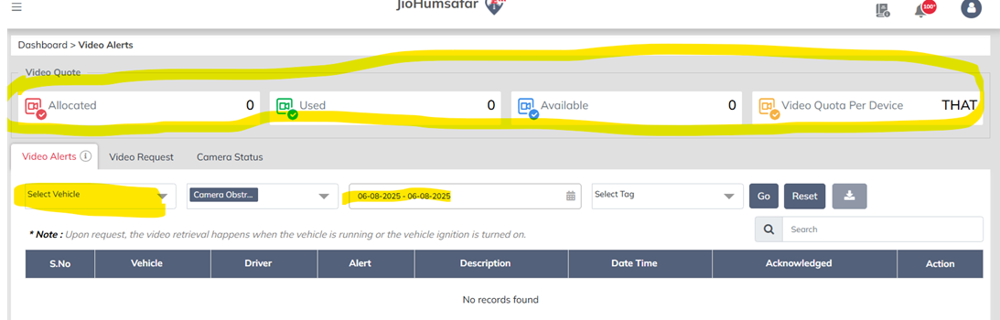 JioHumsafar
100+
Dashboard > Video Alerts
Video Quote
Allocated 0 Used 0 Available 0 Video Quota Per Device THAT
Video Alerts Video Request Camera Status
Select Vehicle Camera Obstr... 06-08-2025 - 06-08-2025 Select Tag Go Reset
Search
* Note : Upon request, the video retrieval happens when the vehicle is running or the vehicle ignition is turned on.
S.No Vehicle Driver Alert Description Date Time Acknowledged Action
No records found